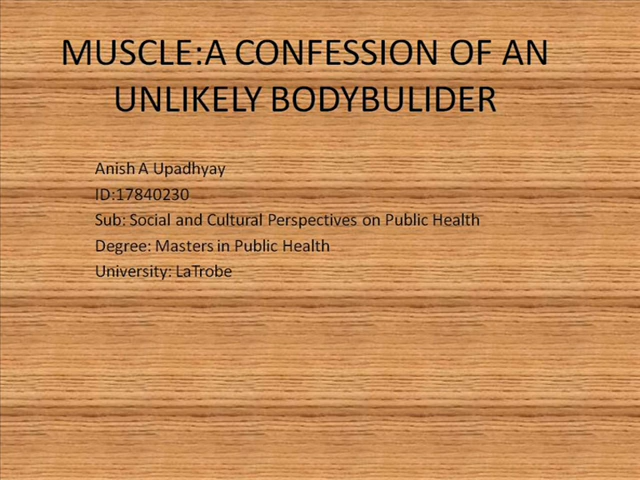 MUSCLE:A CONFESSION OF AN
UNLIKELY BODYBULIDER
Anish A Upadhyay
ID:17840230
Sub: Social and Cultural Perspectives on Public Health
Degree: Masters in Public Health
University: LaTrobe